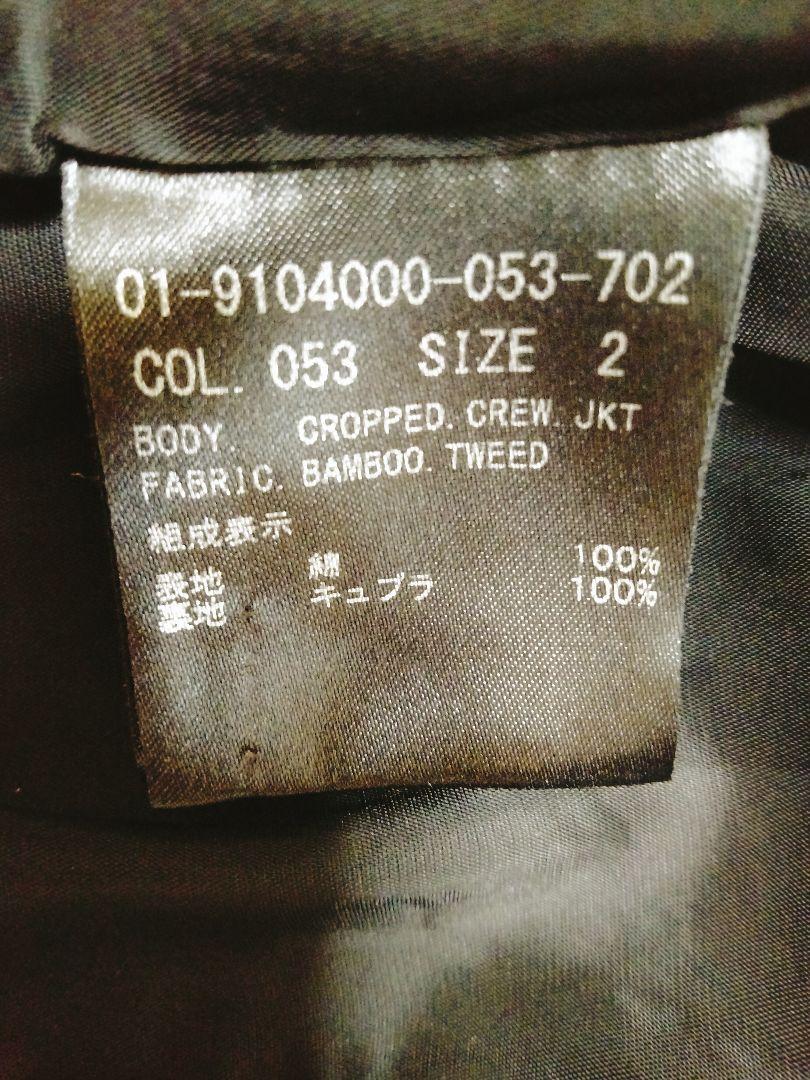 01-9104000-053-702
COL. 053 SIZE 2
BODY. CROPPED. CREW. JKT
FABRIC. BAMBOO. TWEED
組成表示
表地 綿 100%
裏地 キュプラ 100%